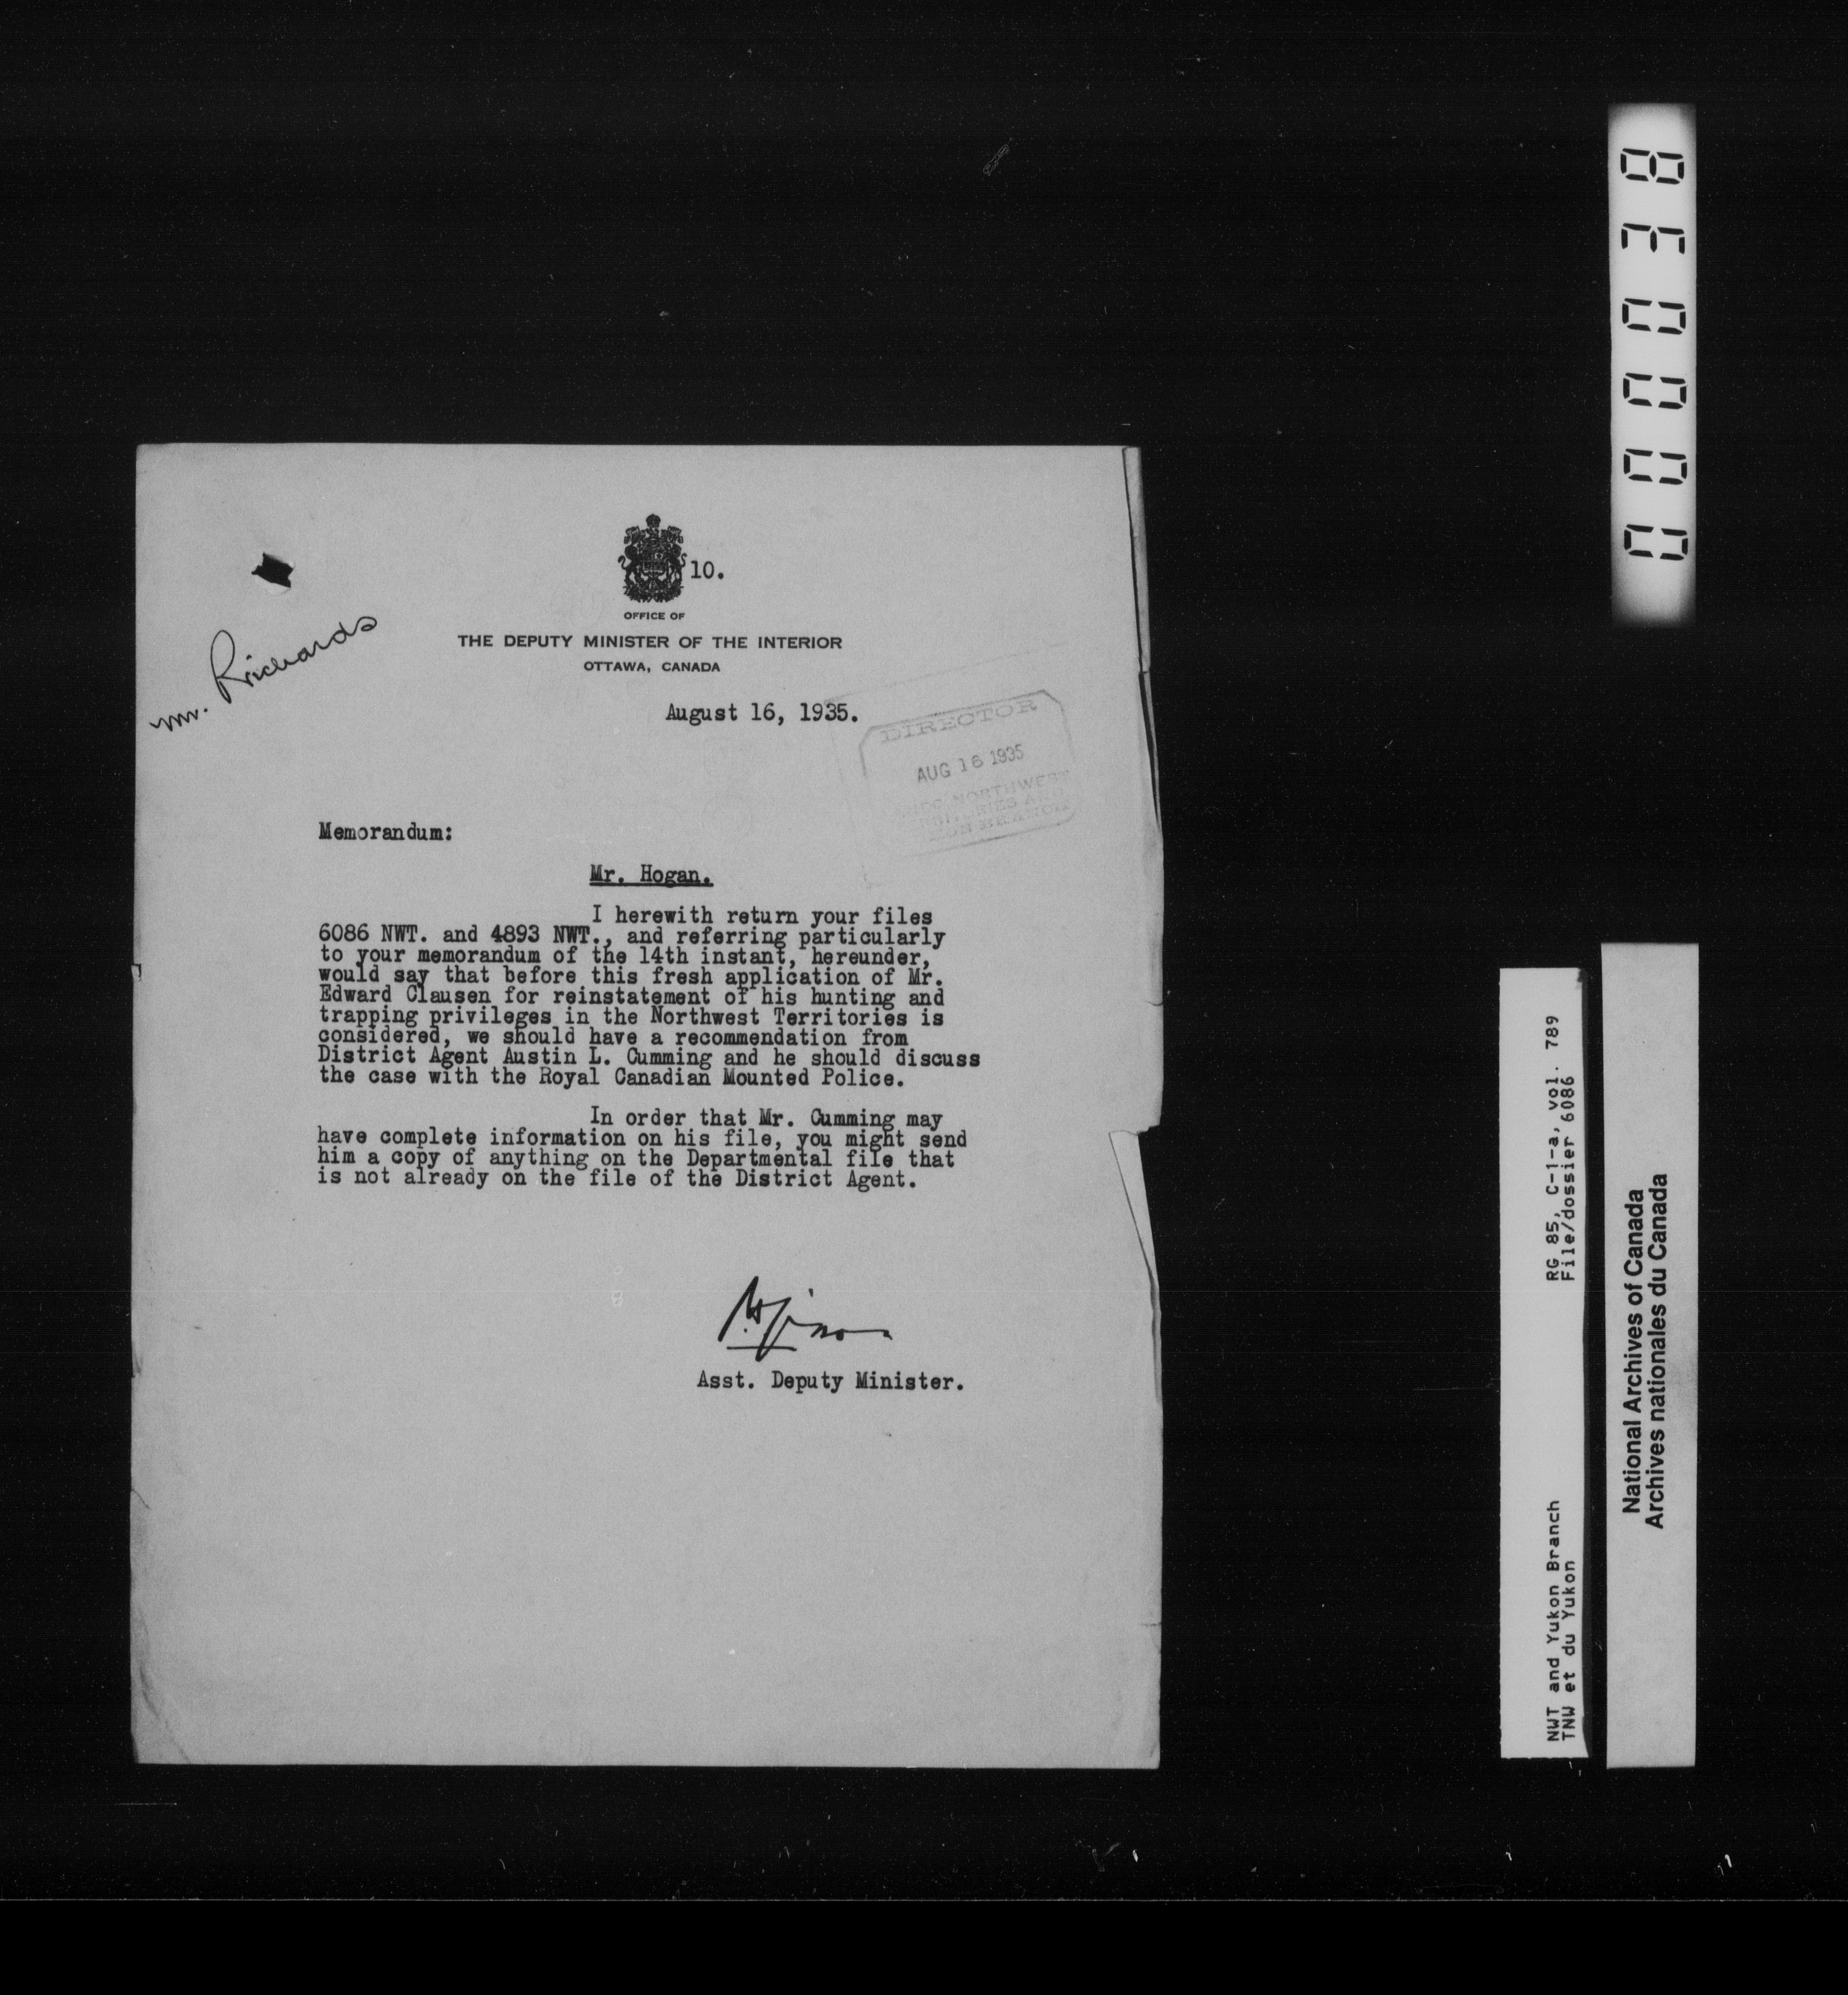 Mr. Richards
10.
OFFICE OF
THE DEPUTY MINISTER OF THE INTERIOR
OTTAWA, CANADA
August 16, 1935.
DIRECTOR
AUG 16 1935
NORTHWEST
BRANCH
Memorandum:
Mr. Hogan.
I herewith return your files
6086 NWT. and 4893 NWT., and referring particularly
to your memorandum of the 14th instant, hereunder,
would say that before this fresh application of Mr.
Edward Clausen for reinstatement of his hunting and
trapping privileges in the Northwest Territories is
considered, we should have a recommendation from
District Agent Austin L. Cumming and he should discuss
the case with the Royal Canadian Mounted Police.
In order that Mr. Cumming may
have complete information on his file, you might send
him a copy of anything on the Departmental file that
is not already on the file of the District Agent.
Asst. Deputy Minister.
000038
NWT and Yukon Branch RG 85, C-1-a, vol. 789
TNW et du Yukon File/dossier 6086
National Archives of Canada
Archives nationales du Canada